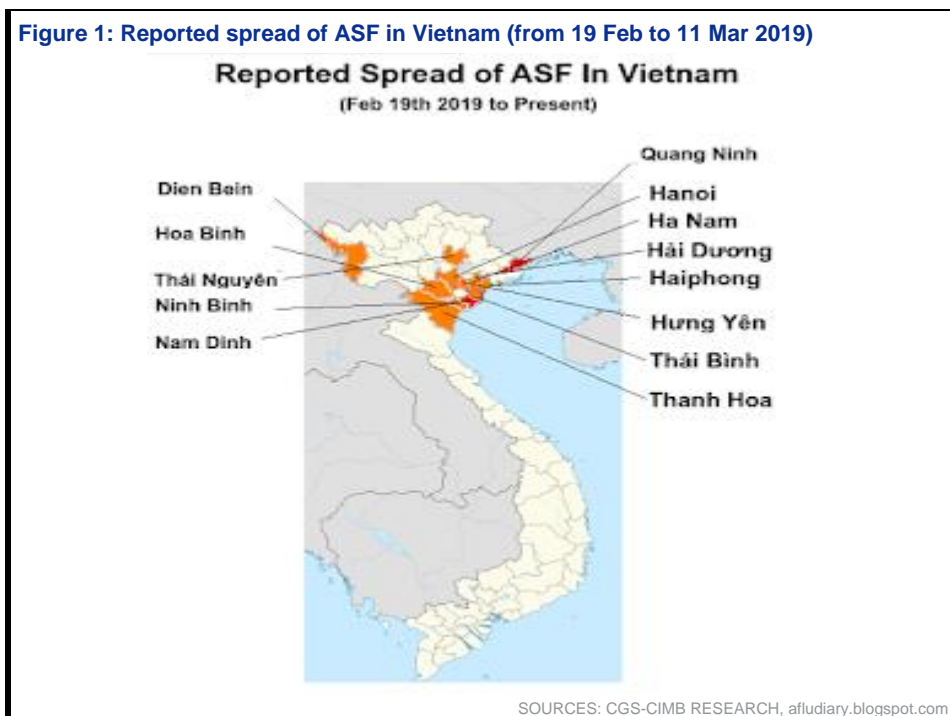 Figure 1: Reported spread of ASF in Vietnam (from 19 Feb to 11 Mar 2019)
Reported Spread of ASF In Vietnam
(Feb 19th 2019 to Present)
Quang Ninh
Dien Bein
Hanoi
Ha Nam
Hoa Binh
Hải Dương
Thái Nguyên
Haiphong
Ninh Binh
Hưng Yên
Nam Dinh
Thái Bình
Thanh Hoa
SOURCES: CGS-CIMB RESEARCH, afludiary.blogspot.com